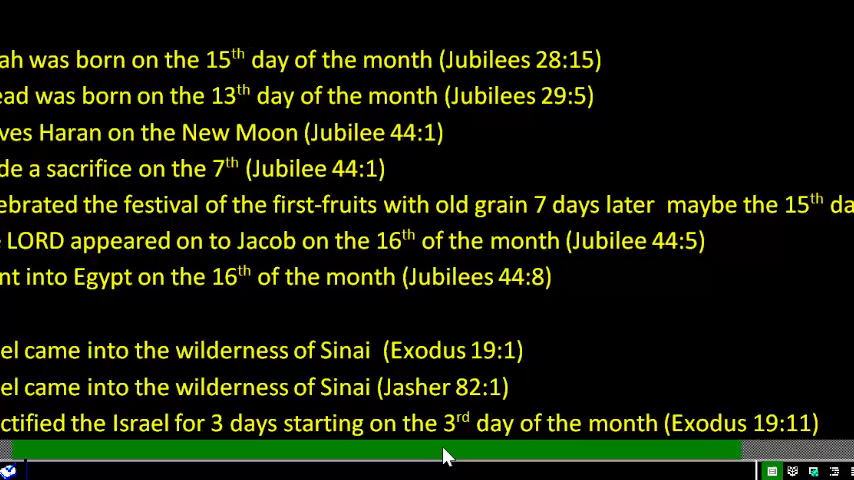 ah was born on the 15th day of the month (Jubilees 28:15)
ead was born on the 13th day of the month (Jubilees 29:5)
ves Haran on the New Moon (Jubilee 44:1)
de a sacrifice on the 7th (Jubilee 44:1)
ebrated the festival of the first-fruits with old grain 7 days later maybe the 15th da
LORD appeared on to Jacob on the 16th of the month (Jubilee 44:5)
nt into Egypt on the 16th of the month (Jubilees 44:8)
el came into the wilderness of Sinai (Exodus 19:1)
el came into the wilderness of Sinai (Jasher 82:1)
ctified the Israel for 3 days starting on the 3rd day of the month (Exodus 19:11)